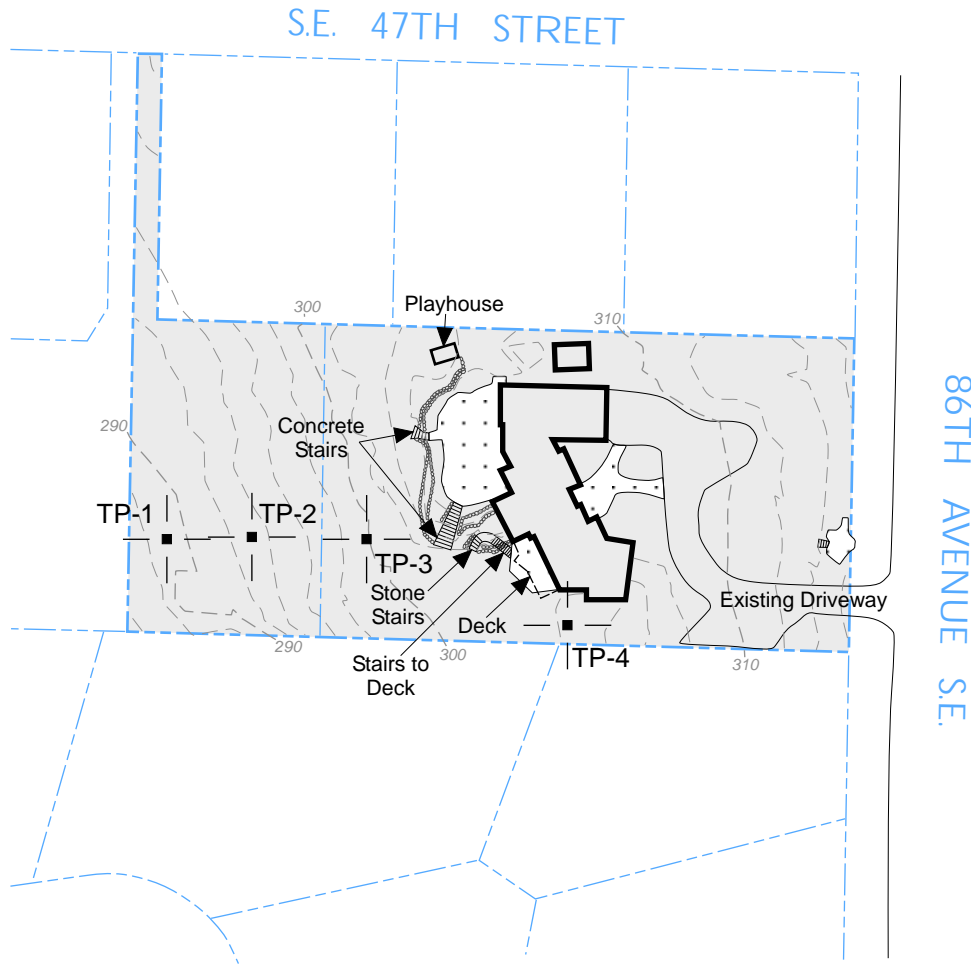 S.E. 47TH STREET
Playhouse
300
310
290
Concrete
Stairs
86TH AVENUE S.E.
TP-1
TP-2
TP-3
Stone
Stairs
Existing Driveway
Deck
290
300
TP-4
310
Stairs to
Deck